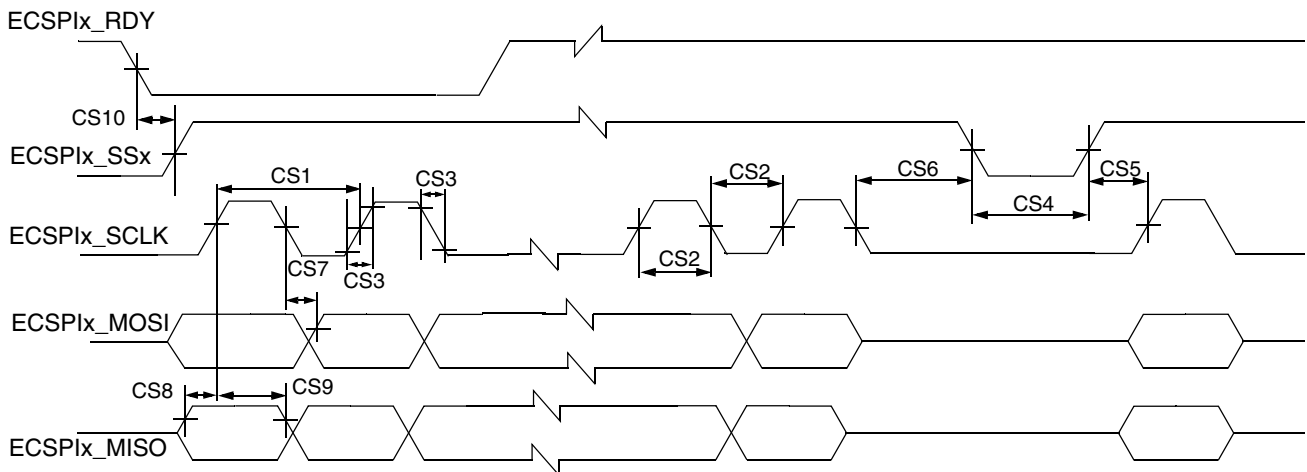 ECSPIx_RDY
CS10
ECSPIx_SSx
CS1
CS3
CS2
CS6
CS5
CS4
ECSPIx_SCLK
CS7
CS3
CS2
ECSPIx_MOSI
CS8
CS9
ECSPIx_MISO